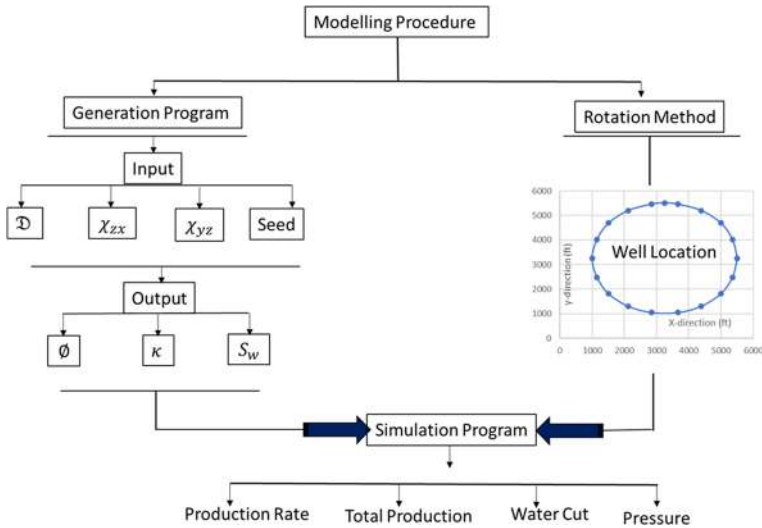 Modelling Procedure
Generation Program
Rotation Method
Input
𝔇
χzx
χyz
Seed
Output
Ø
κ
Sw
6000
5000
4000
3000
2000
1000
0
y-direction (ft)
Well Location
X-direction (ft)
0 1000 2000 3000 4000 5000 6000
Simulation Program
Production Rate
Total Production
Water Cut
Pressure